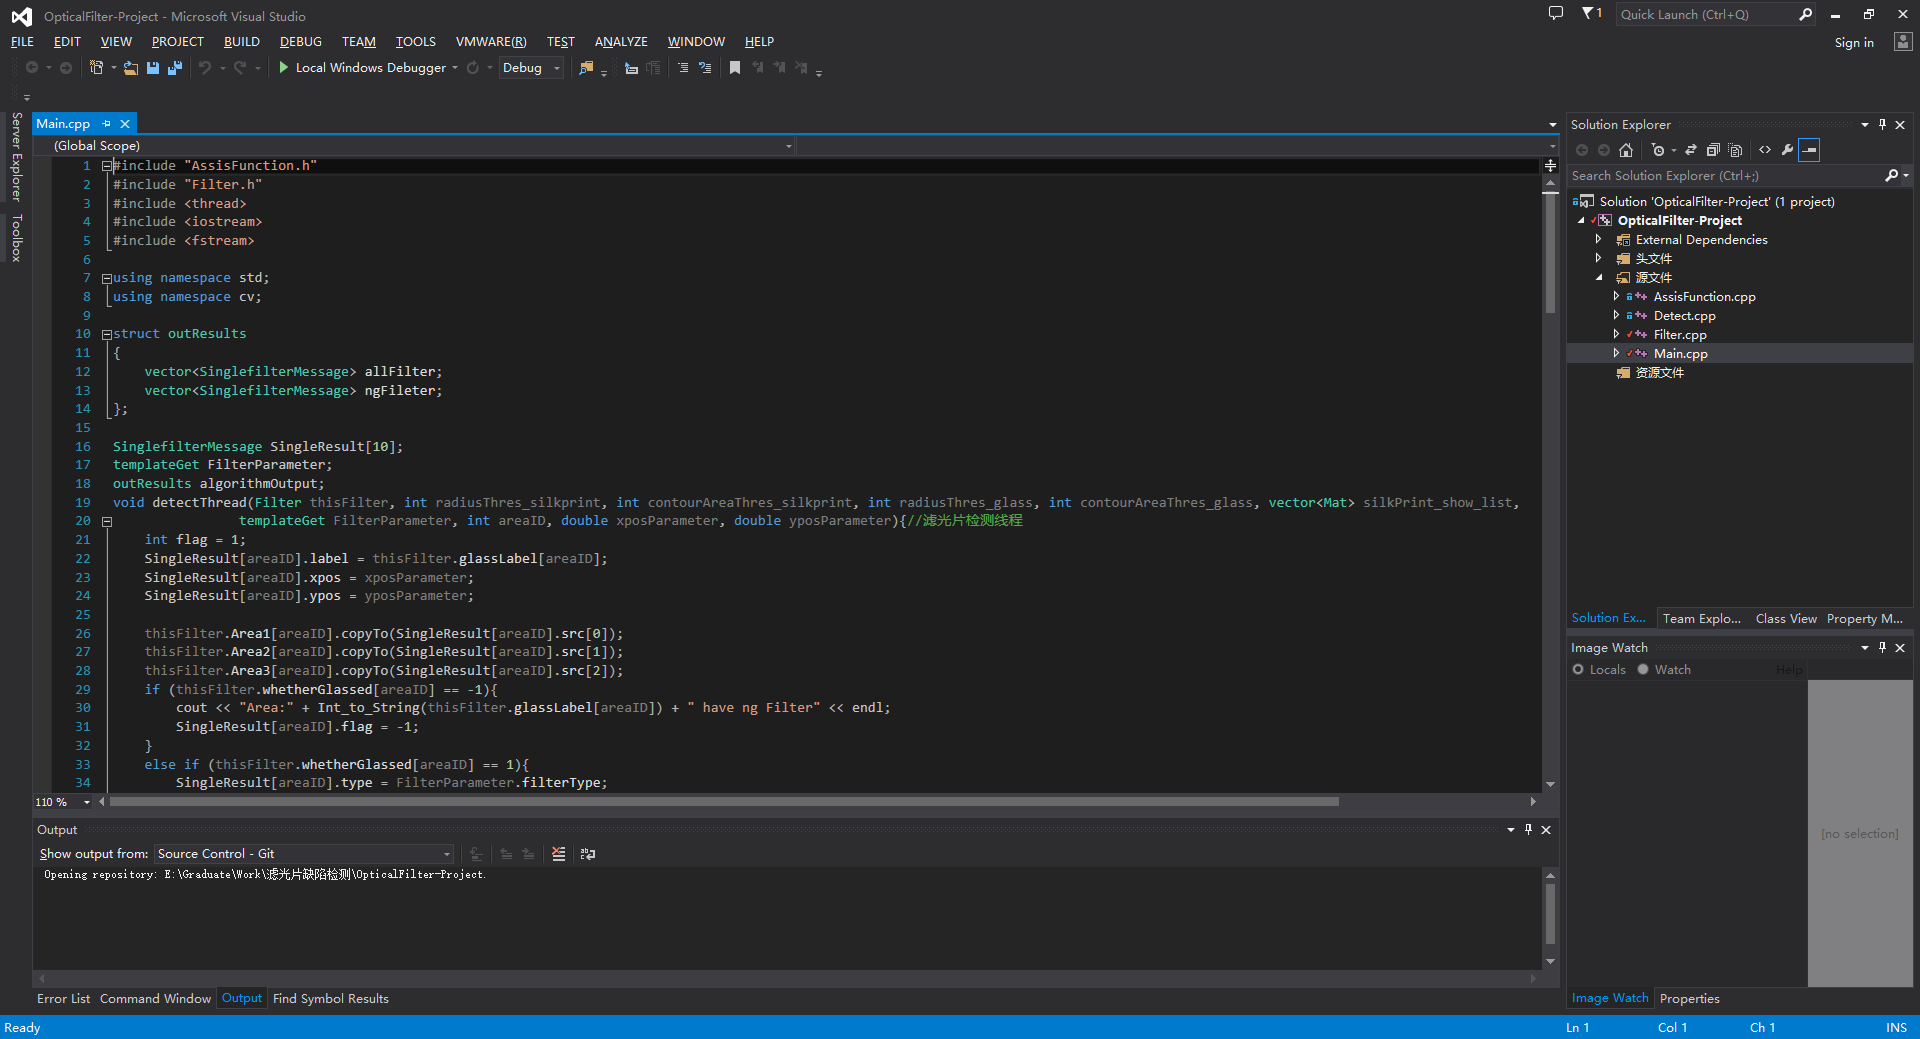 OpticalFilter-Project - Microsoft Visual Studio
1
Quick Launch (Ctrl+Q)
FILE EDIT VIEW PROJECT BUILD DEBUG TEAM TOOLS VMWARE(R) TEST ANALYZE WINDOW HELP
Sign in
Local Windows Debugger
Debug
Server Explorer
Toolbox
Main.cpp
(Global Scope)
1 #include "AssisFunction.h"
2 #include "Filter.h"
3 #include <thread>
4 #include <iostream>
5 #include <fstream>
6
7 using namespace std;
8 using namespace cv;
9
10 struct outResults
11 {
12 vector<SinglefilterMessage> allFilter;
13 vector<SinglefilterMessage> ngFileter;
14 };
15
16 SinglefilterMessage SingleResult[10];
17 templateGet FilterParameter;
18 outResults algorithmOutput;
19 void detectThread(Filter thisFilter, int radiusThres_silkprint, int contourAreaThres_silkprint, int radiusThres_glass, int contourAreaThres_glass, vector<Mat> silkPrint_show_list,
20 templateGet FilterParameter, int areaID, double xposParameter, double yposParameter){//滤光片检测线程
21 int flag = 1;
22 SingleResult[areaID].label = thisFilter.glassLabel[areaID];
23 SingleResult[areaID].xpos = xposParameter;
24 SingleResult[areaID].ypos = yposParameter;
25
26 thisFilter.Area1[areaID].copyTo(SingleResult[areaID].src[0]);
27 thisFilter.Area2[areaID].copyTo(SingleResult[areaID].src[1]);
28 thisFilter.Area3[areaID].copyTo(SingleResult[areaID].src[2]);
29 if (thisFilter.whetherGlassed[areaID] == -1){
30 cout << "Area:" + Int_to_String(thisFilter.glassLabel[areaID]) + " have ng Filter" << endl;
31 SingleResult[areaID].flag = -1;
32 }
33 else if (thisFilter.whetherGlassed[areaID] == 1){
34 SingleResult[areaID].type = FilterParameter.filterType;
110 %
Output
Show output from: Source Control - Git
Opening repository: E:\Graduate\Work\滤光片缺陷检测\OpticalFilter-Project.
Error List Command Window Output Find Symbol Results
Solution Explorer
Search Solution Explorer (Ctrl+;)
Solution 'OpticalFilter-Project' (1 project)
OpticalFilter-Project
External Dependencies
头文件
源文件
AssisFunction.cpp
Detect.cpp
Filter.cpp
Main.cpp
资源文件
Solution Ex... Team Explo... Class View Property M...
Image Watch
Locals Watch Help
[no selection]
Image Watch Properties
Ready
Ln 1 Col 1 Ch 1 INS